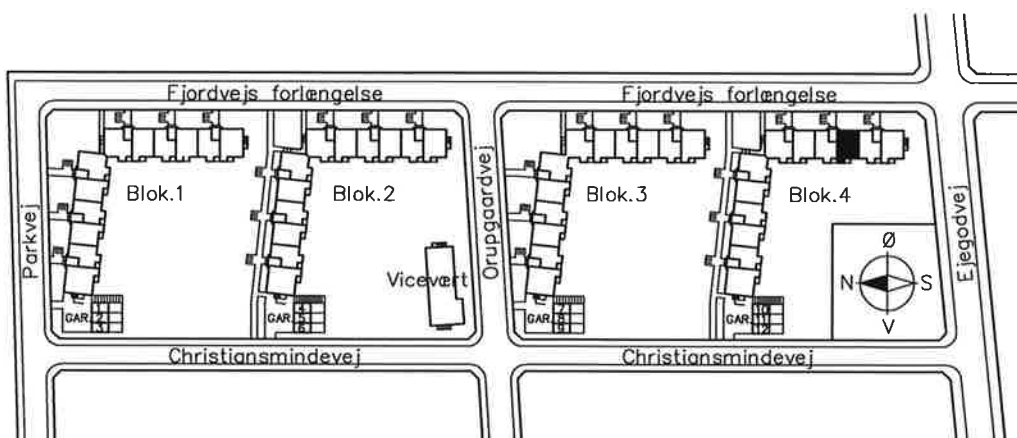 Fjordvejs forlængelse
Fjordvejs forlængelse
Parkvej
Blok.1
Blok.2
Orupgaardvej
Blok.3
Blok.4
Ejegodvej
Vicevært
Ø
N
S
V
GAR.
1
2
3
GAR.
4
5
6
GAR.
7
8
9
GAR.
10
11
12
Christiansmindevej
Christiansmindevej